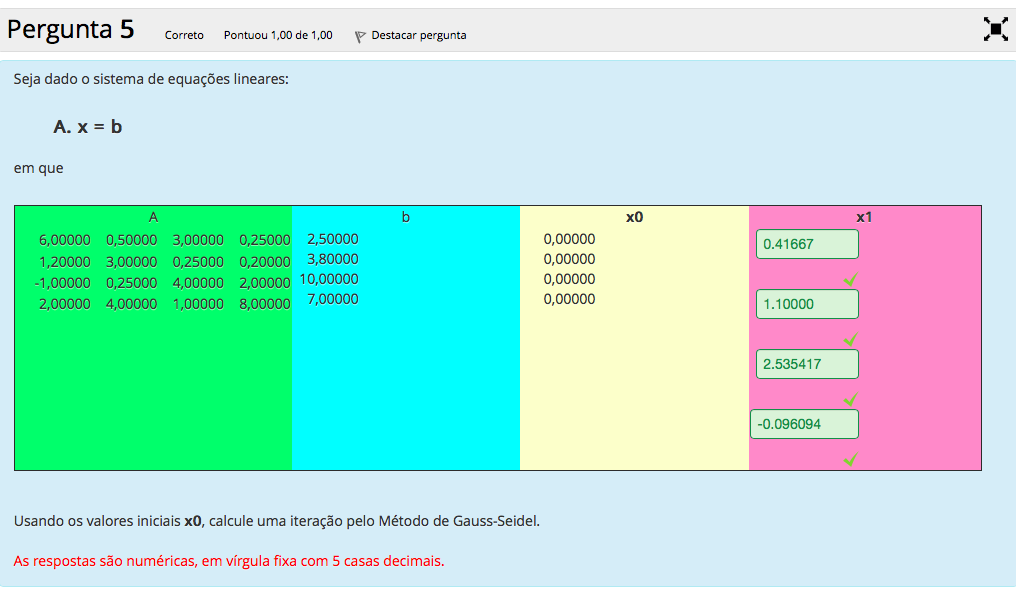 Pergunta 5 Correto Pontuou 1,00 de 1,00 Destacar pergunta
Seja dado o sistema de equações lineares:
A. x = b
em que
A b x0 x1
6,00000 0,50000 3,00000 0,25000 2,50000 0,00000 0.41667
1,20000 3,00000 0,25000 0,20000 3,80000 0,00000 1.10000
-1,00000 0,25000 4,00000 2,00000 10,00000 0,00000 2.535417
2,00000 4,00000 1,00000 8,00000 7,00000 0,00000 -0.096094
Usando os valores iniciais x0, calcule uma iteração pelo Método de Gauss-Seidel.
As respostas são numéricas, em vírgula fixa com 5 casas decimais.